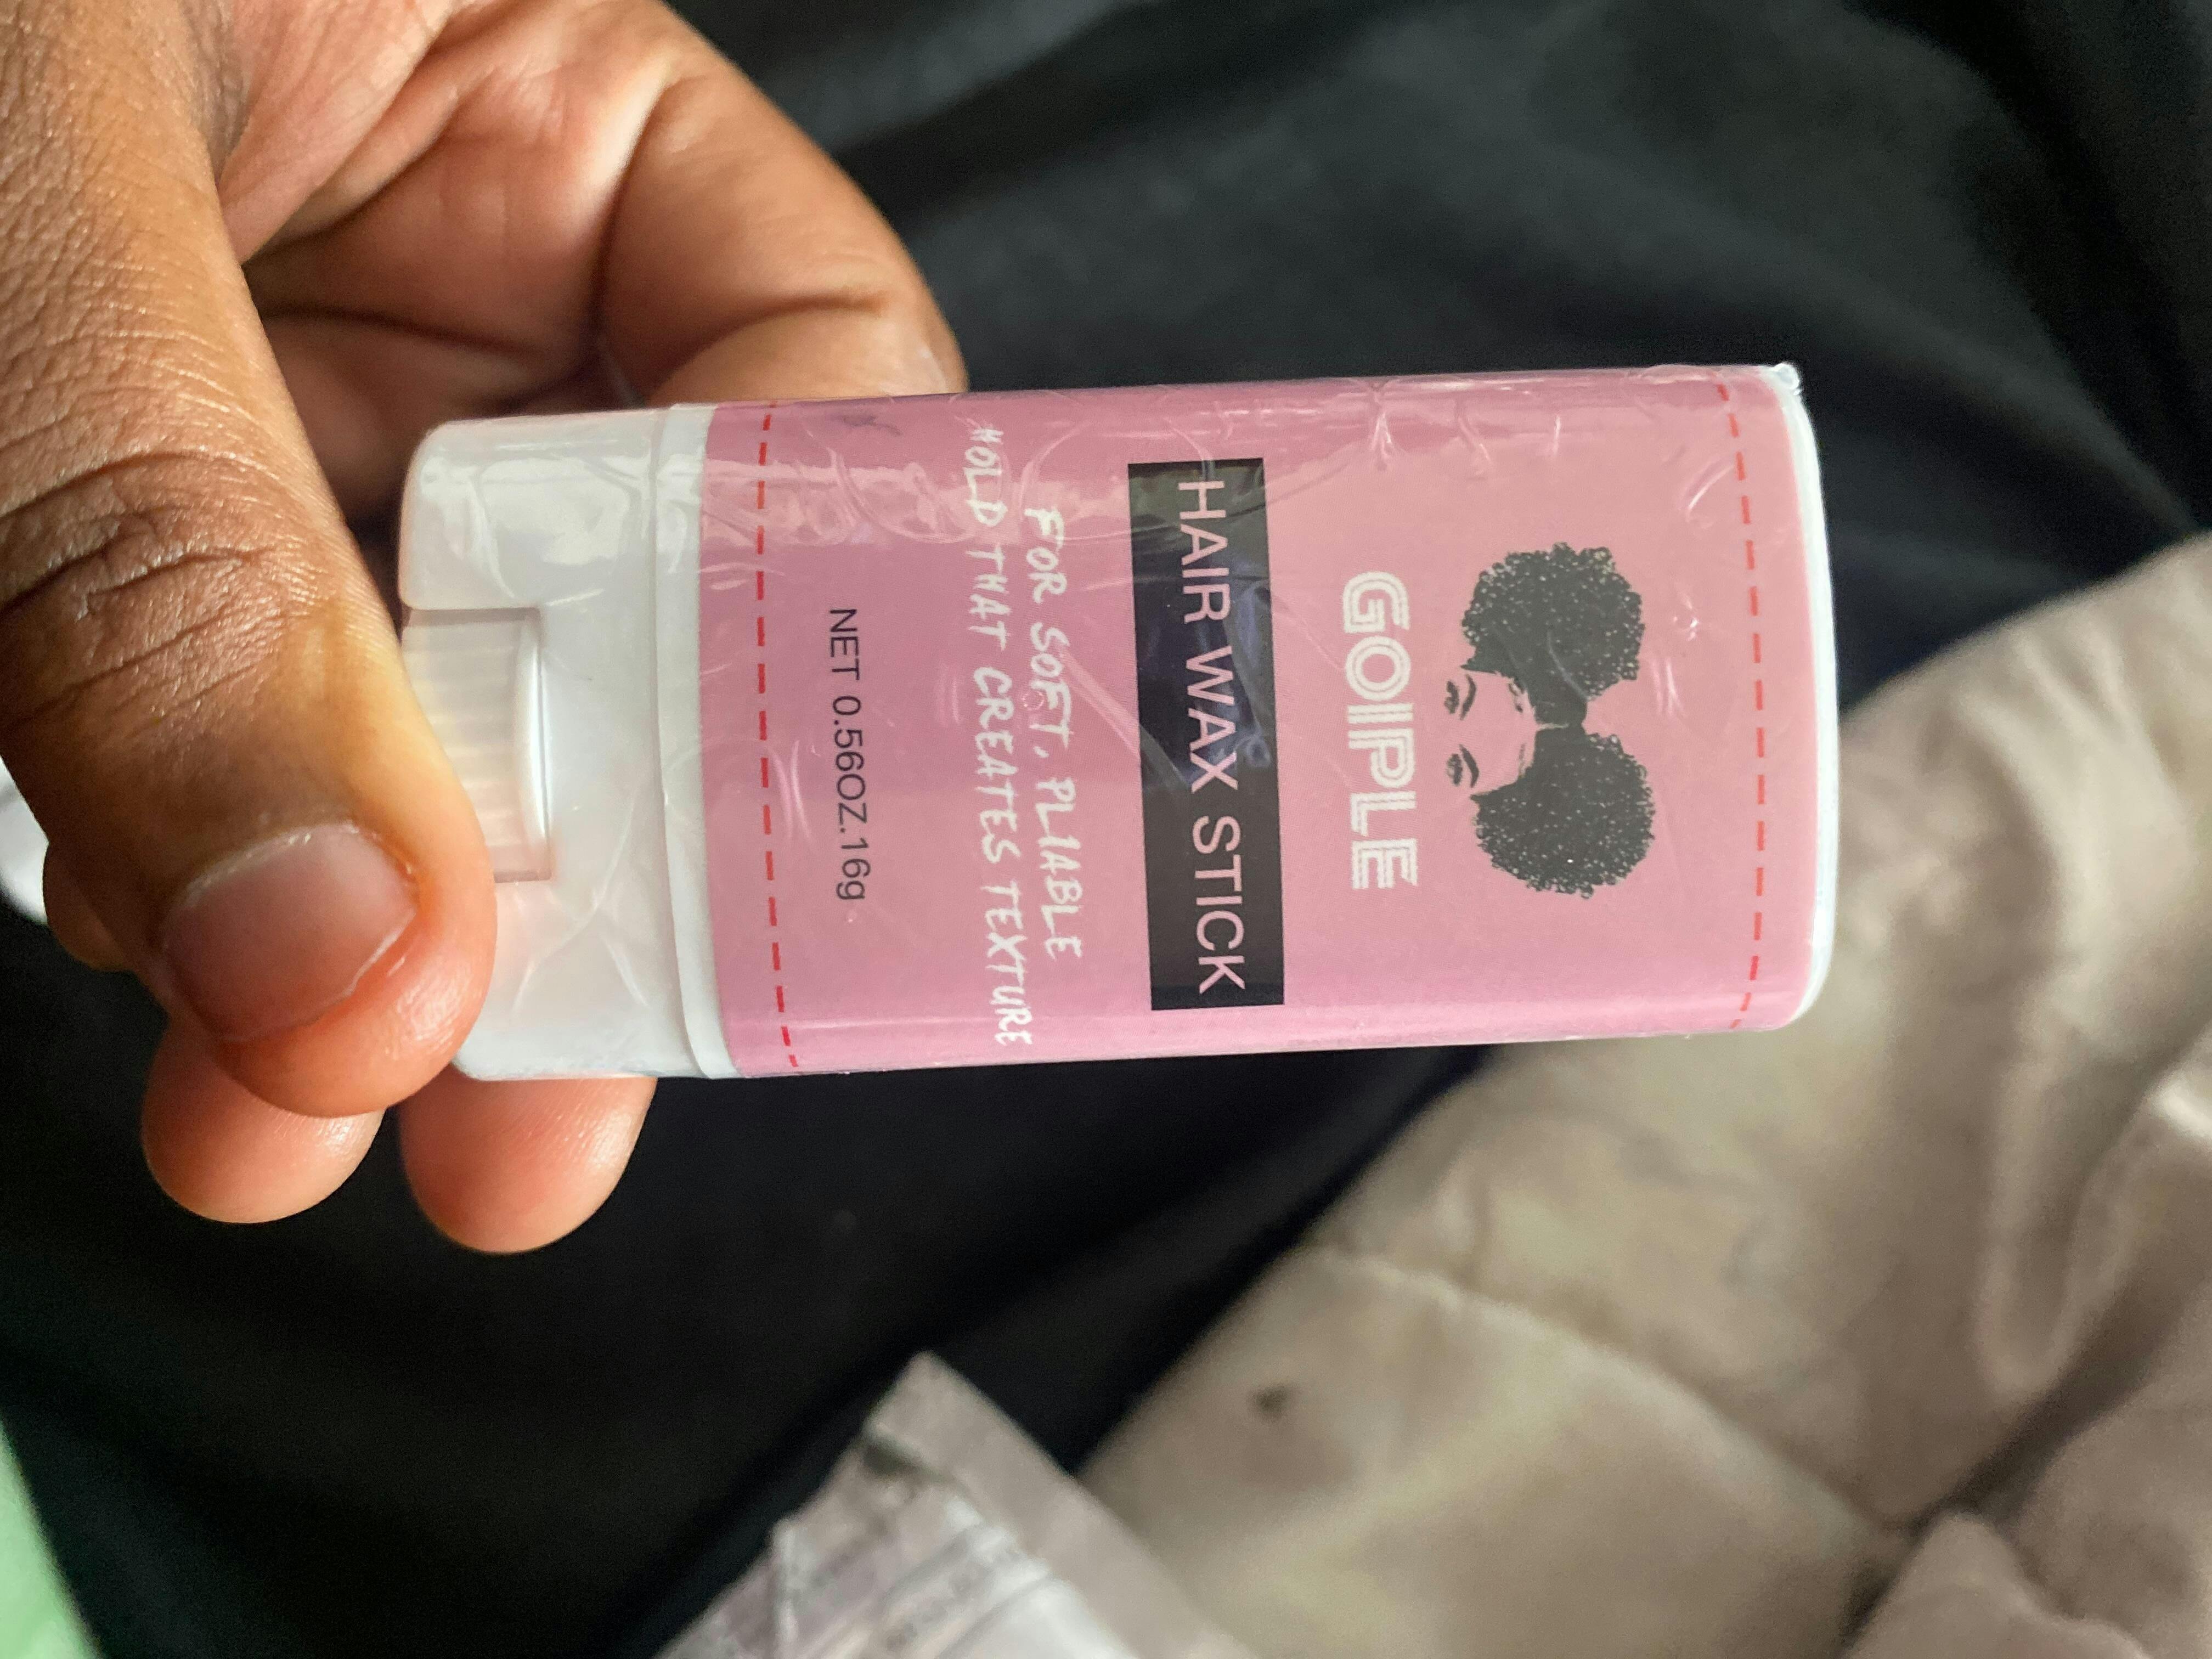 GOIPLE
HAIR WAX STICK
FOR SOFT, PLIABLE
HOLD THAT CREATES TEXTURE
NET 0.56OZ.16g